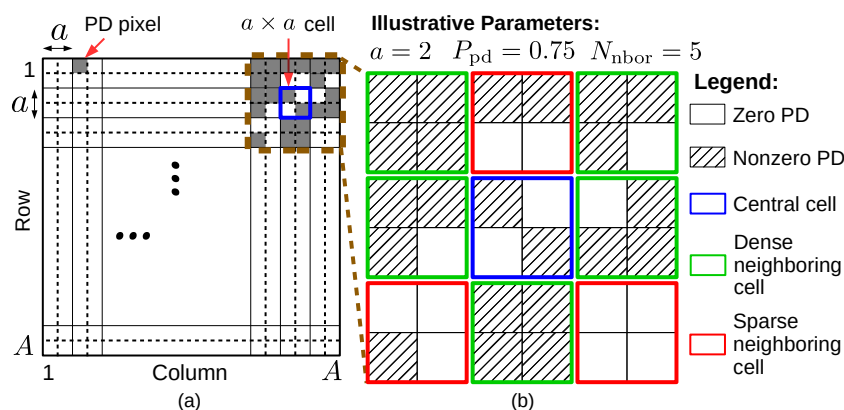 a
PD pixel
a × a cell
1
a
Row
A
1
Column
A
(a)
Illustrative Parameters:
a = 2 P_pd = 0.75 N_nbor = 5
(b)
Legend:
Zero PD
Nonzero PD
Central cell
Dense
neighboring
cell
Sparse
neighboring
cell